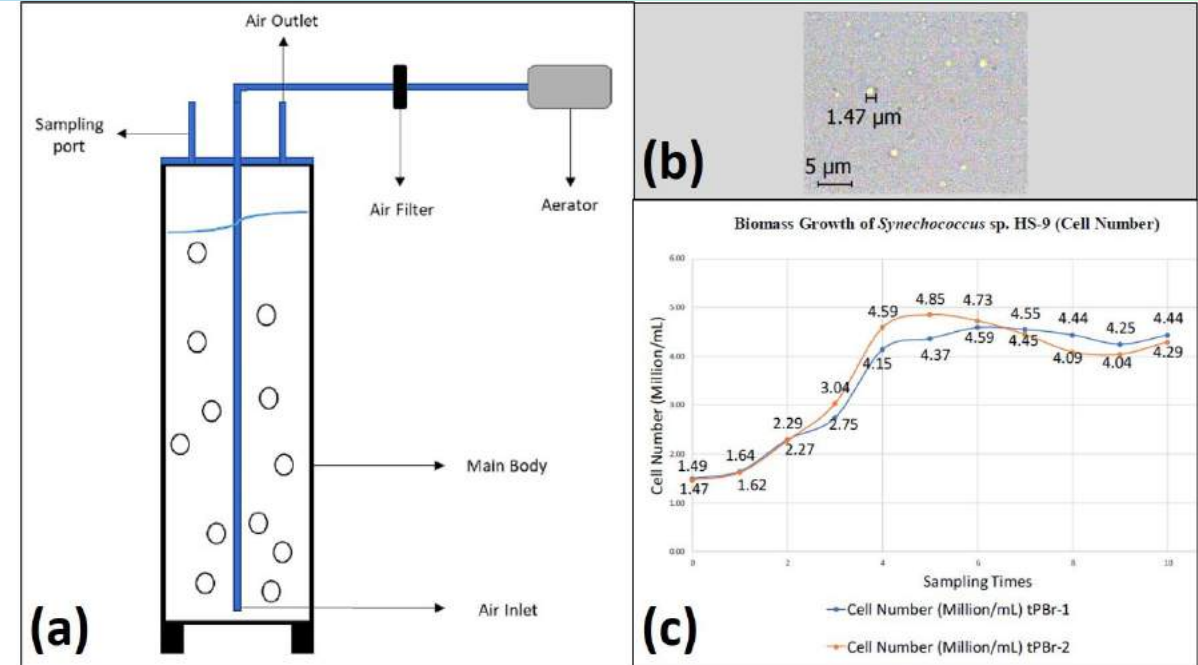 Air Outlet
Sampling
port
Air Filter
Aerator
Main Body
Air Inlet
(a)
1.47 μm
5 μm
(b)
Biomass Growth of Synechococcus sp. HS-9 (Cell Number)
Cell Number (Million/mL)
6.00
5.00
4.00
3.00
2.00
1.00
0.00
1.49
1.47
1.64
1.62
2.29
2.27
3.04
2.75
4.59
4.15
4.85
4.37
4.73
4.59
4.55
4.45
4.44
4.09
4.25
4.04
4.44
4.29
0 2 4 6 8 10
Sampling Times
Cell Number (Million/mL) tPBr-1
Cell Number (Million/mL) tPBr-2
(c)